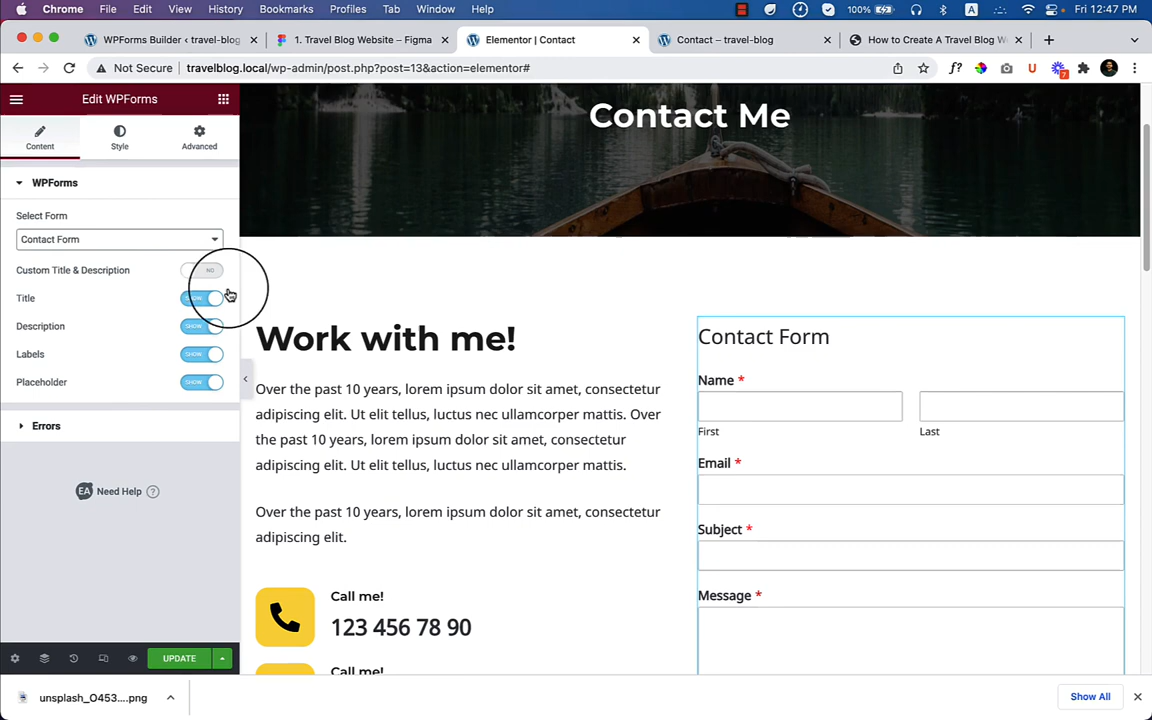 Chrome File Edit View History Bookmarks Profiles Tab Window Help 100% A Fri 12:47 PM
WPForms Builder ‹ travel-blog
1. Travel Blog Website – Figma
Elementor | Contact
Contact – travel-blog
How to Create A Travel Blog W
Not Secure
travelblog.local/wp-admin/post.php?post=13&action=elementor#
f?
U
7
Edit WPForms
Content
Style
Advanced
WPForms
Select Form
Contact Form
Custom Title & Description
NO
Title
SHOW
Description
SHOW
Labels
SHOW
Placeholder
SHOW
Errors
EA Need Help ?
UPDATE
Contact Me
Work with me!
Over the past 10 years, lorem ipsum dolor sit amet, consectetur
adipiscing elit. Ut elit tellus, luctus nec ullamcorper mattis. Over
the past 10 years, lorem ipsum dolor sit amet, consectetur
adipiscing elit. Ut elit tellus, luctus nec ullamcorper mattis.
Over the past 10 years, lorem ipsum dolor sit amet, consectetur
adipiscing elit.
Call me!
123 456 78 90
Call me!
Contact Form
Name *
First
Last
Email *
Subject *
Message *
unsplash_O453....png
Show All